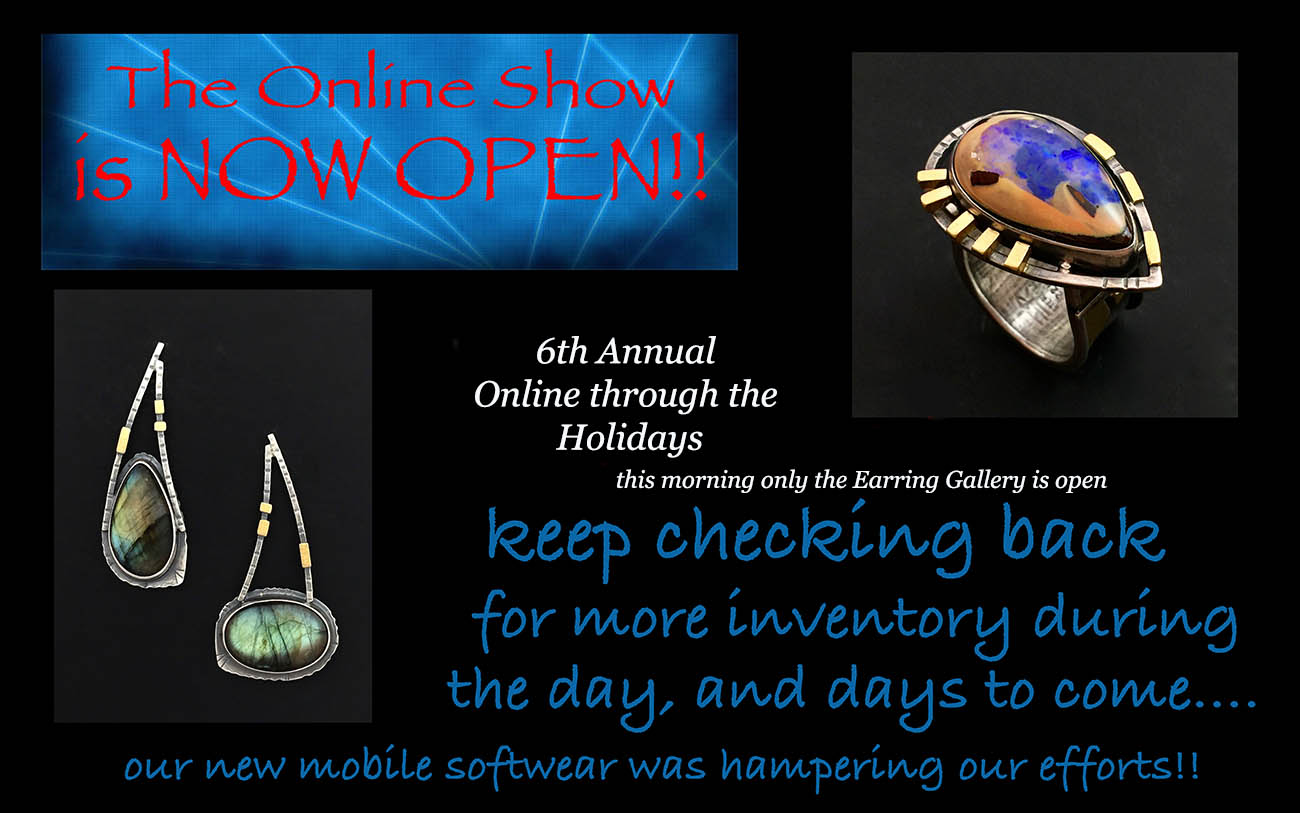 The Online Show
is NOW OPEN!!
6th Annual
Online through the
Holidays
this morning only the Earring Gallery is open
keep checking back
for more inventory during
the day, and days to come....
our new mobile softwear was hampering our efforts!!